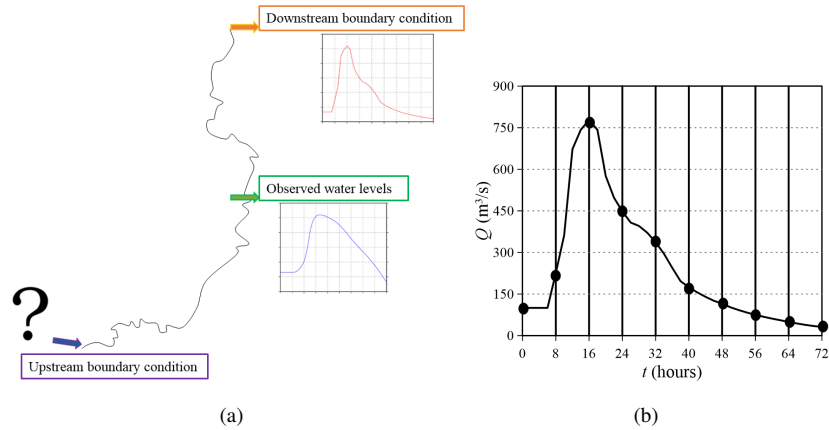 Downstream boundary condition
Observed water levels
?
Upstream boundary condition
(a)
900
750
600
450
300
150
0
Q (m³/s)
0 8 16 24 32 40 48 56 64 72
t (hours)
(b)